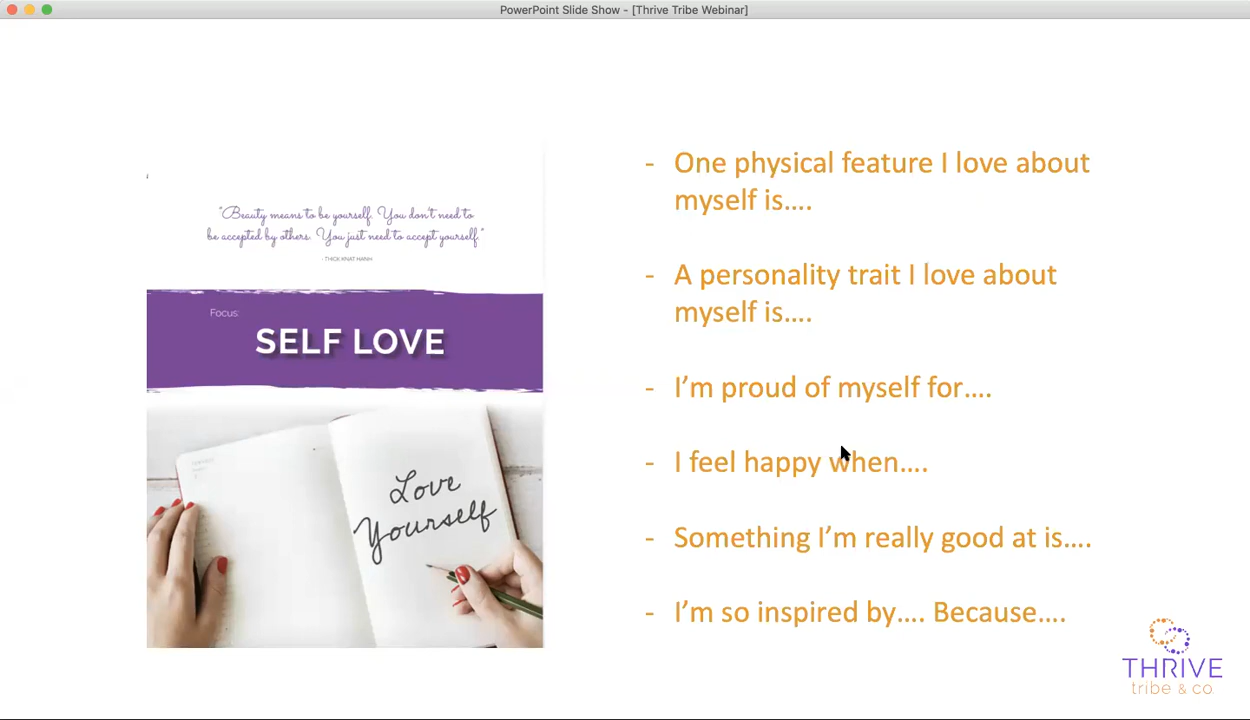 PowerPoint Slide Show - [Thrive Tribe Webinar]
"Beauty means to be yourself. You don't need to
be accepted by others. You just need to accept yourself."
- THICK KNAT HANH
Focus:
SELF LOVE
Love
Yourself
- One physical feature I love about
myself is....
- A personality trait I love about
myself is....
- I'm proud of myself for....
- I feel happy when....
- Something I'm really good at is....
- I'm so inspired by.... Because....
THRIVE
tribe & co.